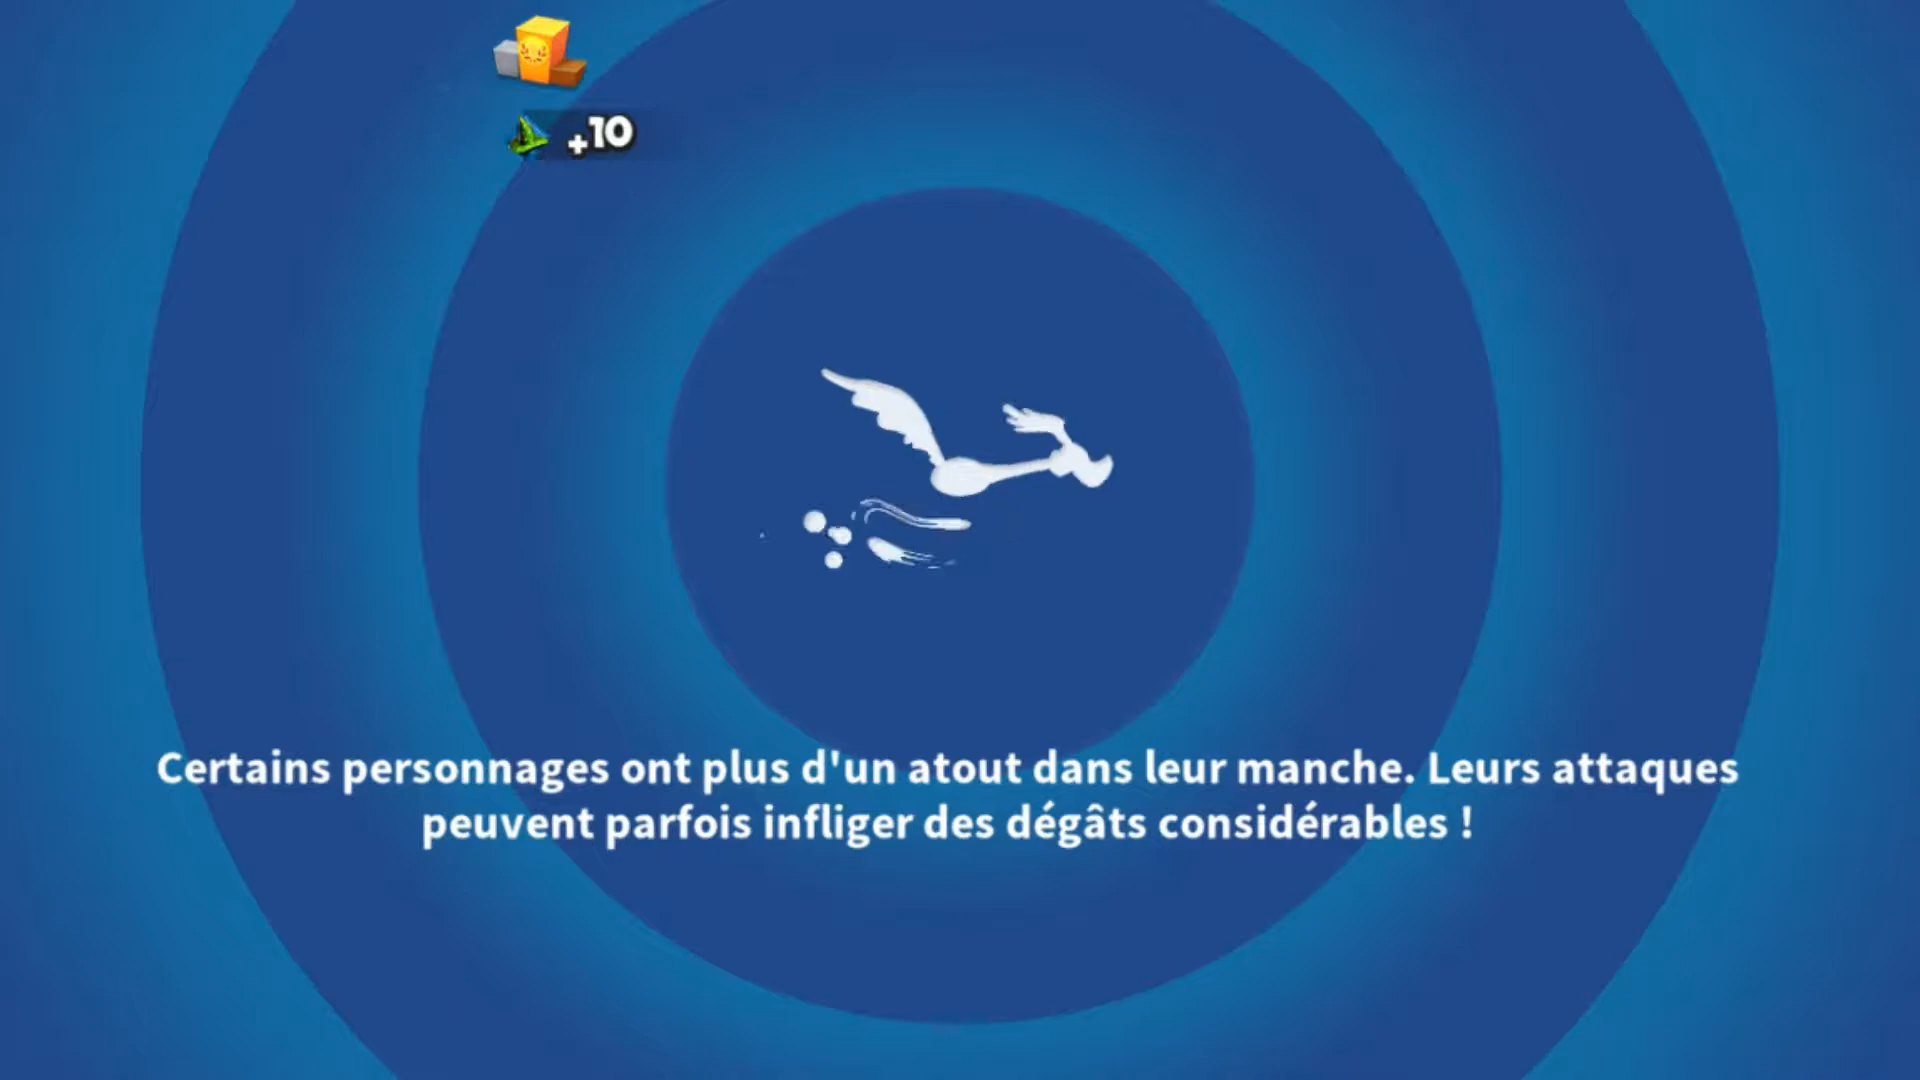 +10
Certains personnages ont plus d'un atout dans leur manche. Leurs attaques
peuvent parfois infliger des dégâts considérables !